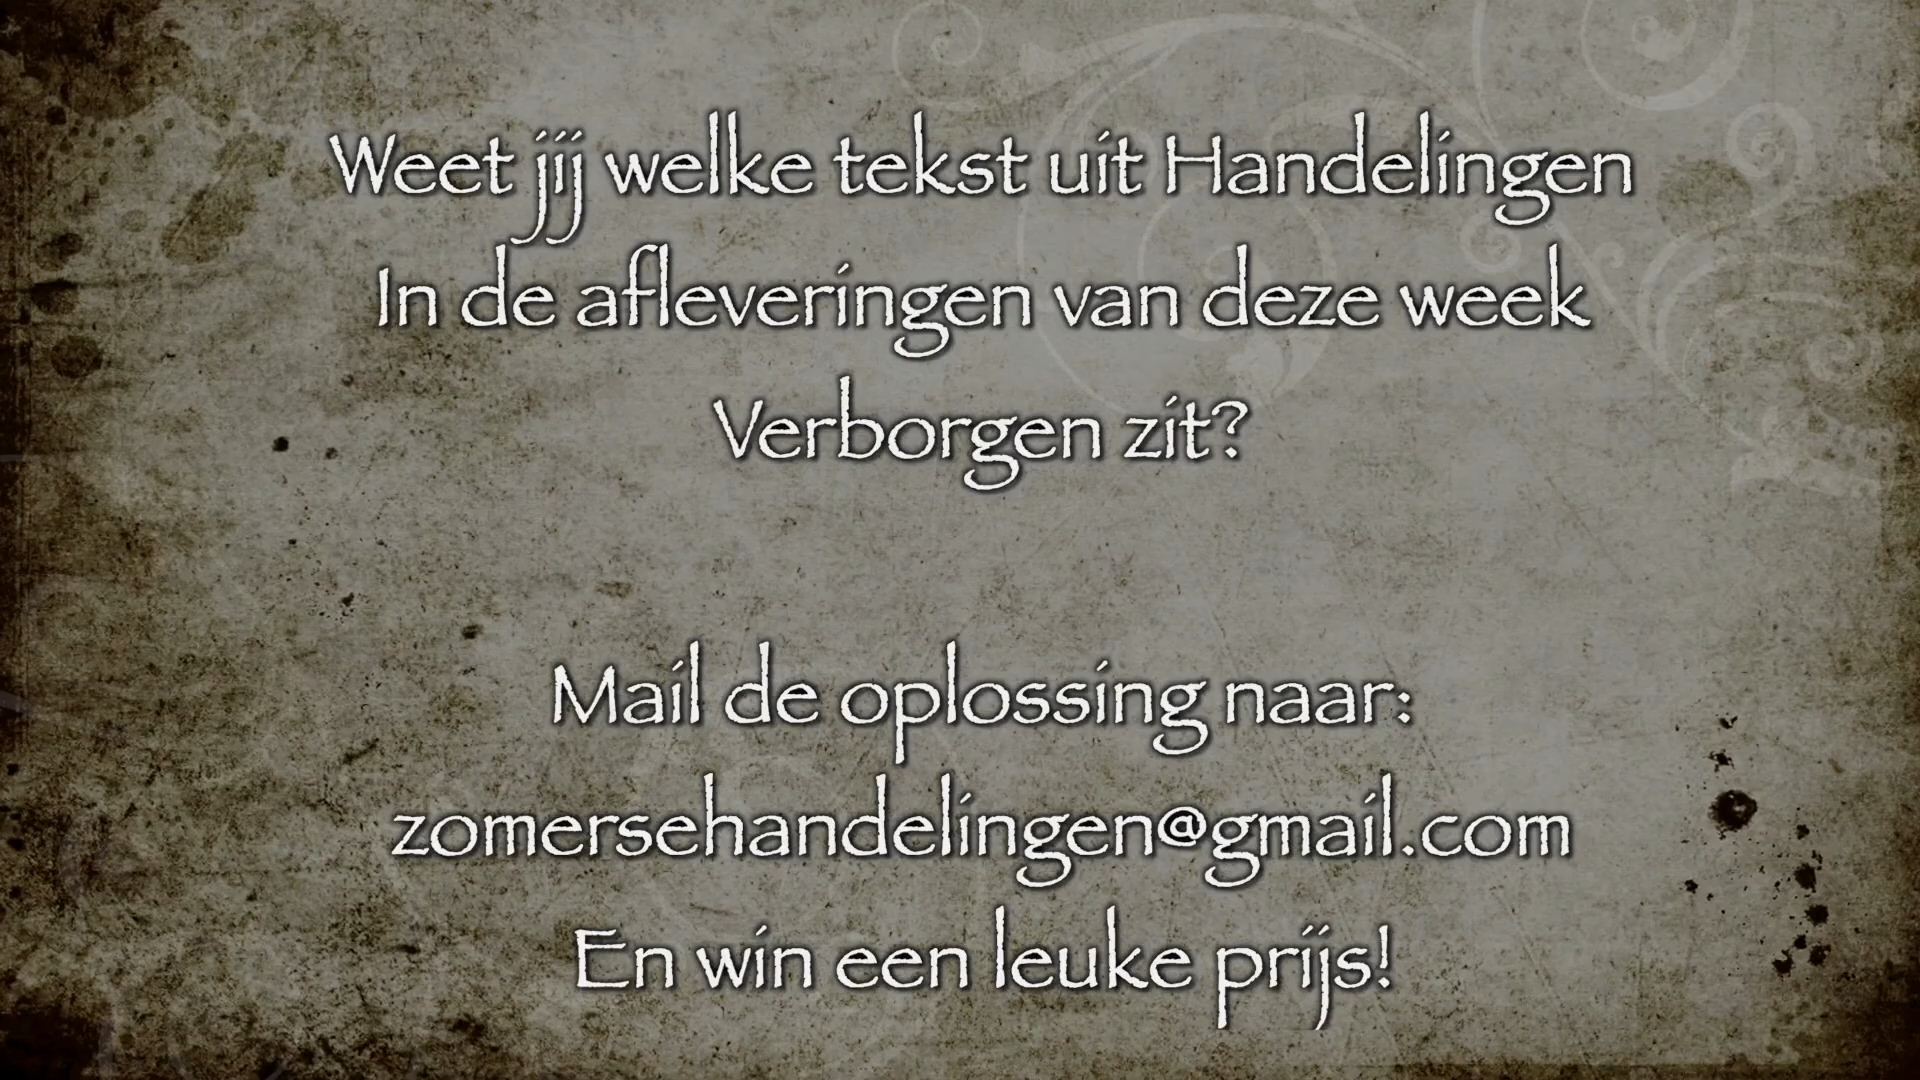 Weet jij welke tekst uit Handelingen
In de afleveringen van deze week
Verborgen zit?
Mail de oplossing naar:
zomersehandelingen@gmail.com
En win een leuke prijs!